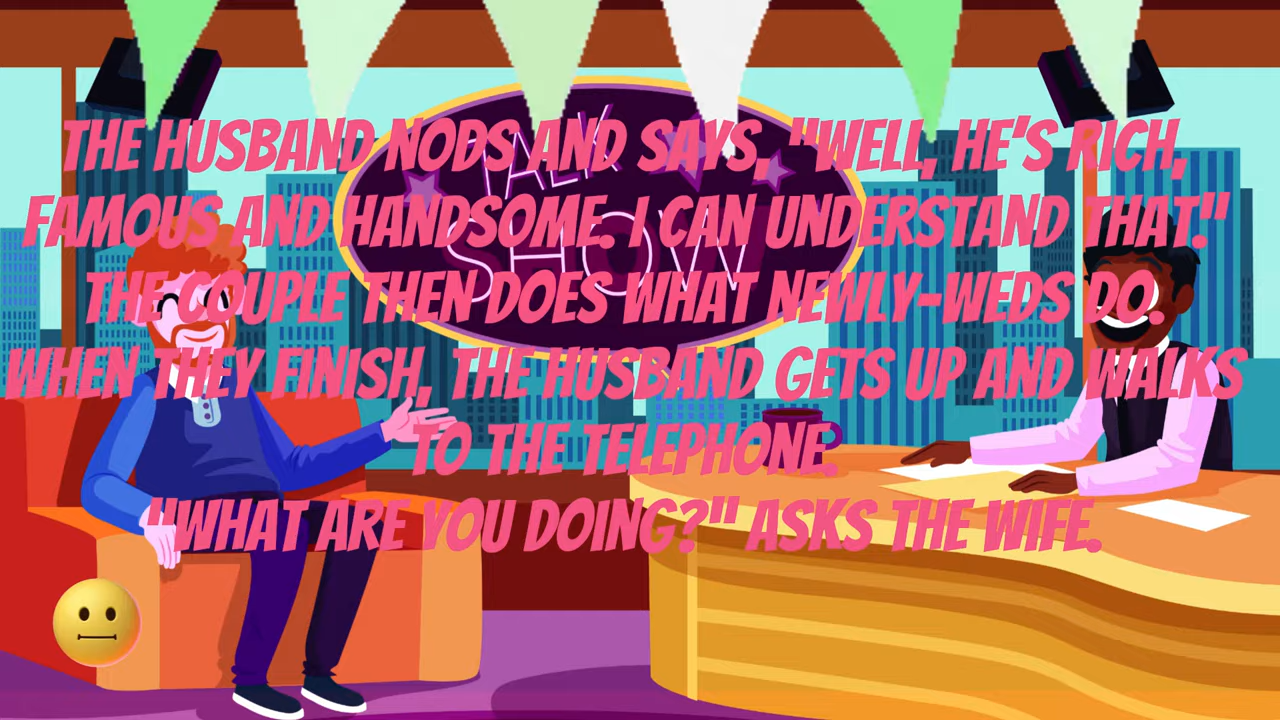 TALK
SHOW
THE HUSBAND NODS AND SAYS, "WELL, HE'S RICH,
FAMOUS AND HANDSOME. I CAN UNDERSTAND THAT."
THE COUPLE THEN DOES WHAT NEWLY-WEDS DO.
WHEN THEY FINISH, THE HUSBAND GETS UP AND WALKS
TO THE TELEPHONE.
"WHAT ARE YOU DOING?" ASKS THE WIFE.